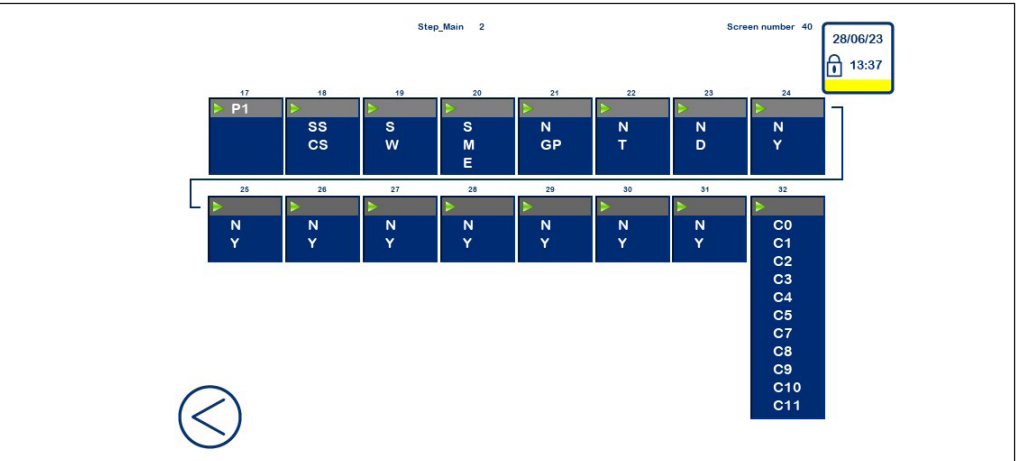 Step_Main 2
Screen number 40
28/06/23
13:37
17 18 19 20 21 22 23 24
P1
SS S S N N N N
CS W M GP T D Y
E
25 26 27 28 29 30 31 32
N N N N N N N C0
Y Y Y Y Y Y Y C1
C2
C3
C4
C5
C7
C8
C9
C10
C11